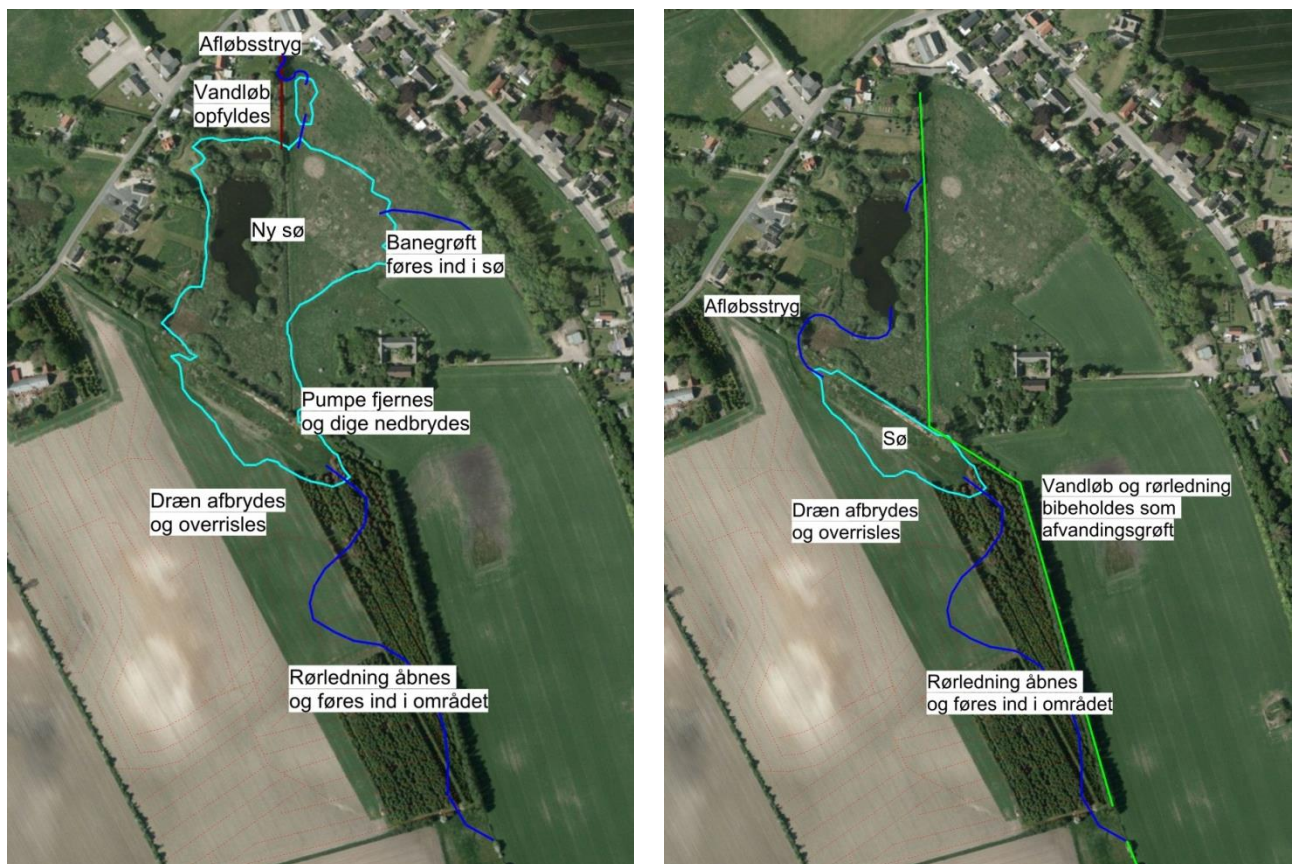 Afløbsstryg
Vandløb
opfyldes
Ny sø
Banegrøft
føres ind i sø
Pumpe fjernes
og dige nedbrydes
Dræn afbrydes
og overrisles
Rørledning åbnes
og føres ind i området
Afløbsstryg
Sø
Dræn afbrydes
og overrisles
Vandløb og rørledning
bibeholdes som
afvandingsgrøft
Rørledning åbnes
og føres ind i området